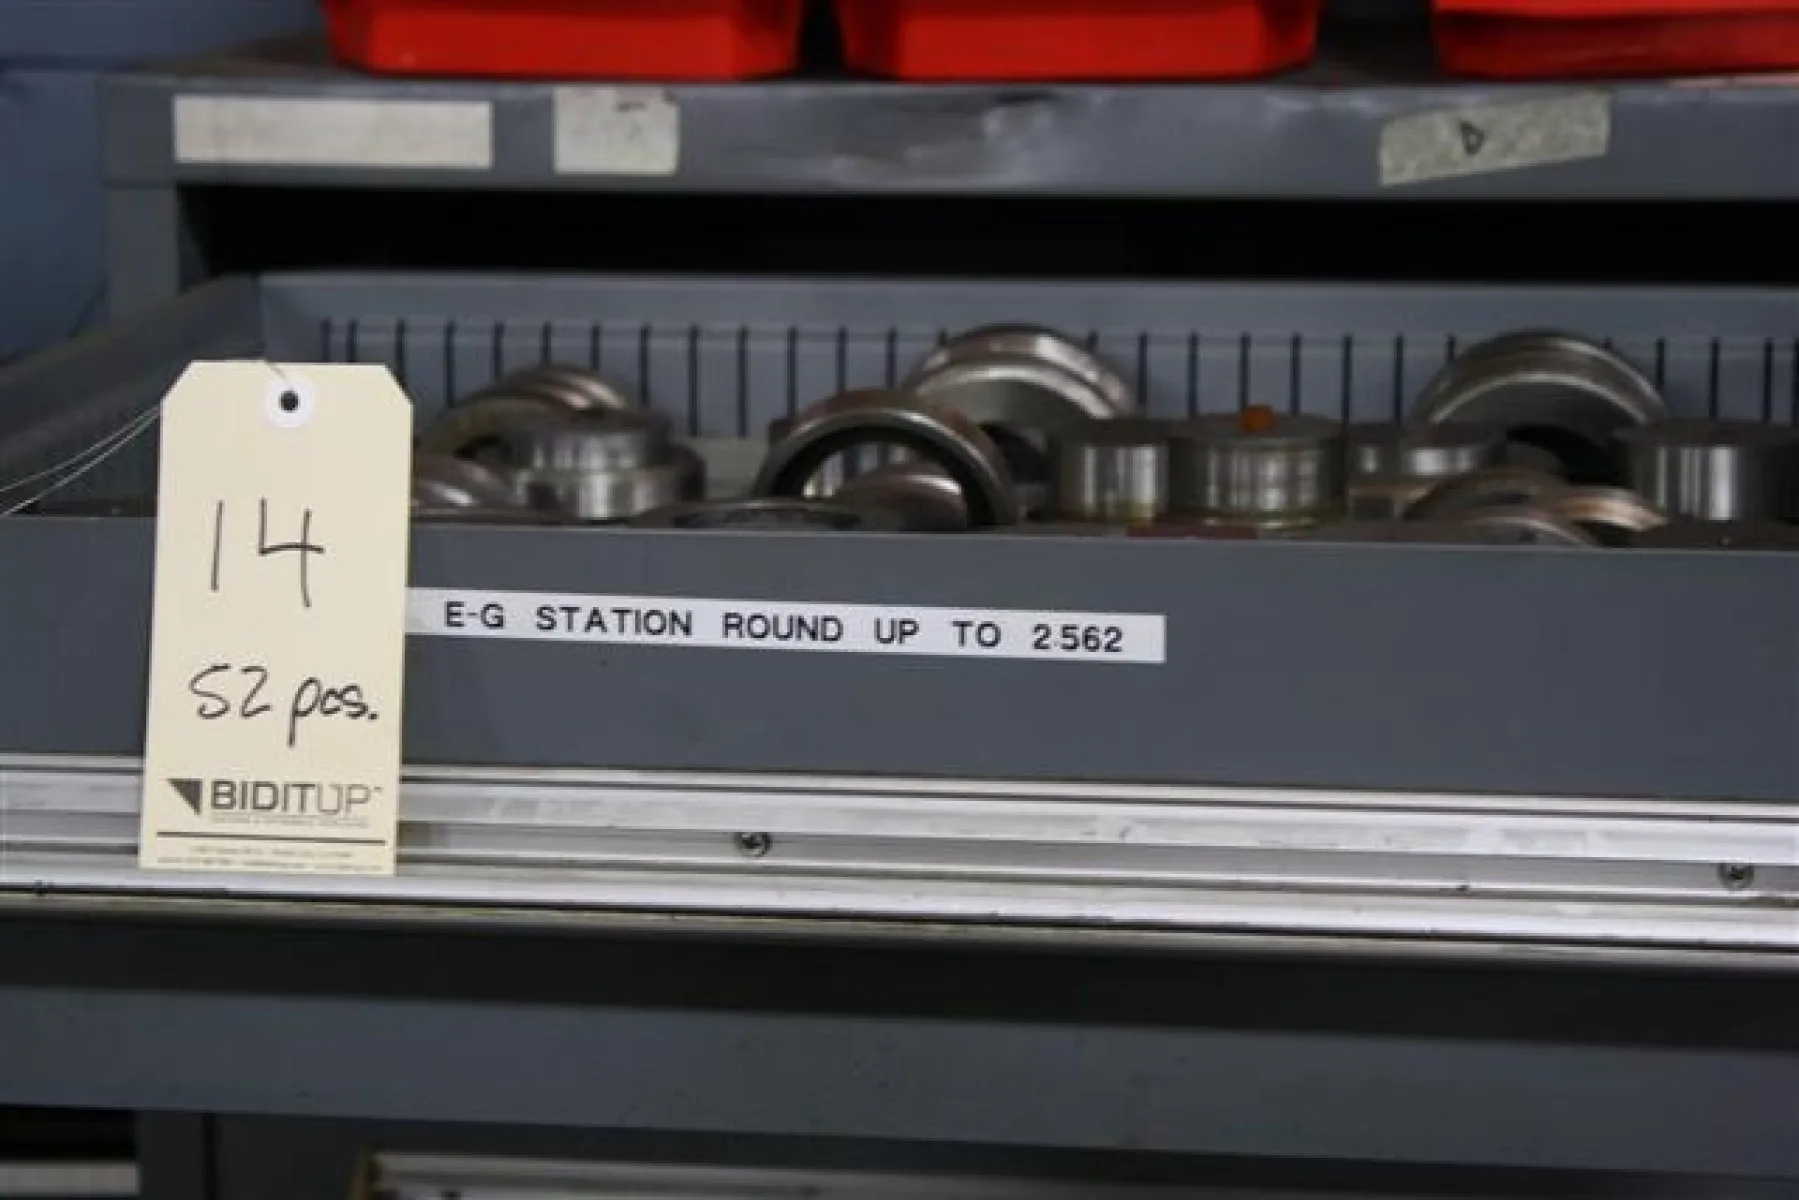 D
14
52 pcs.
BIDITUP
E-G STATION ROUND UP TO 2.562